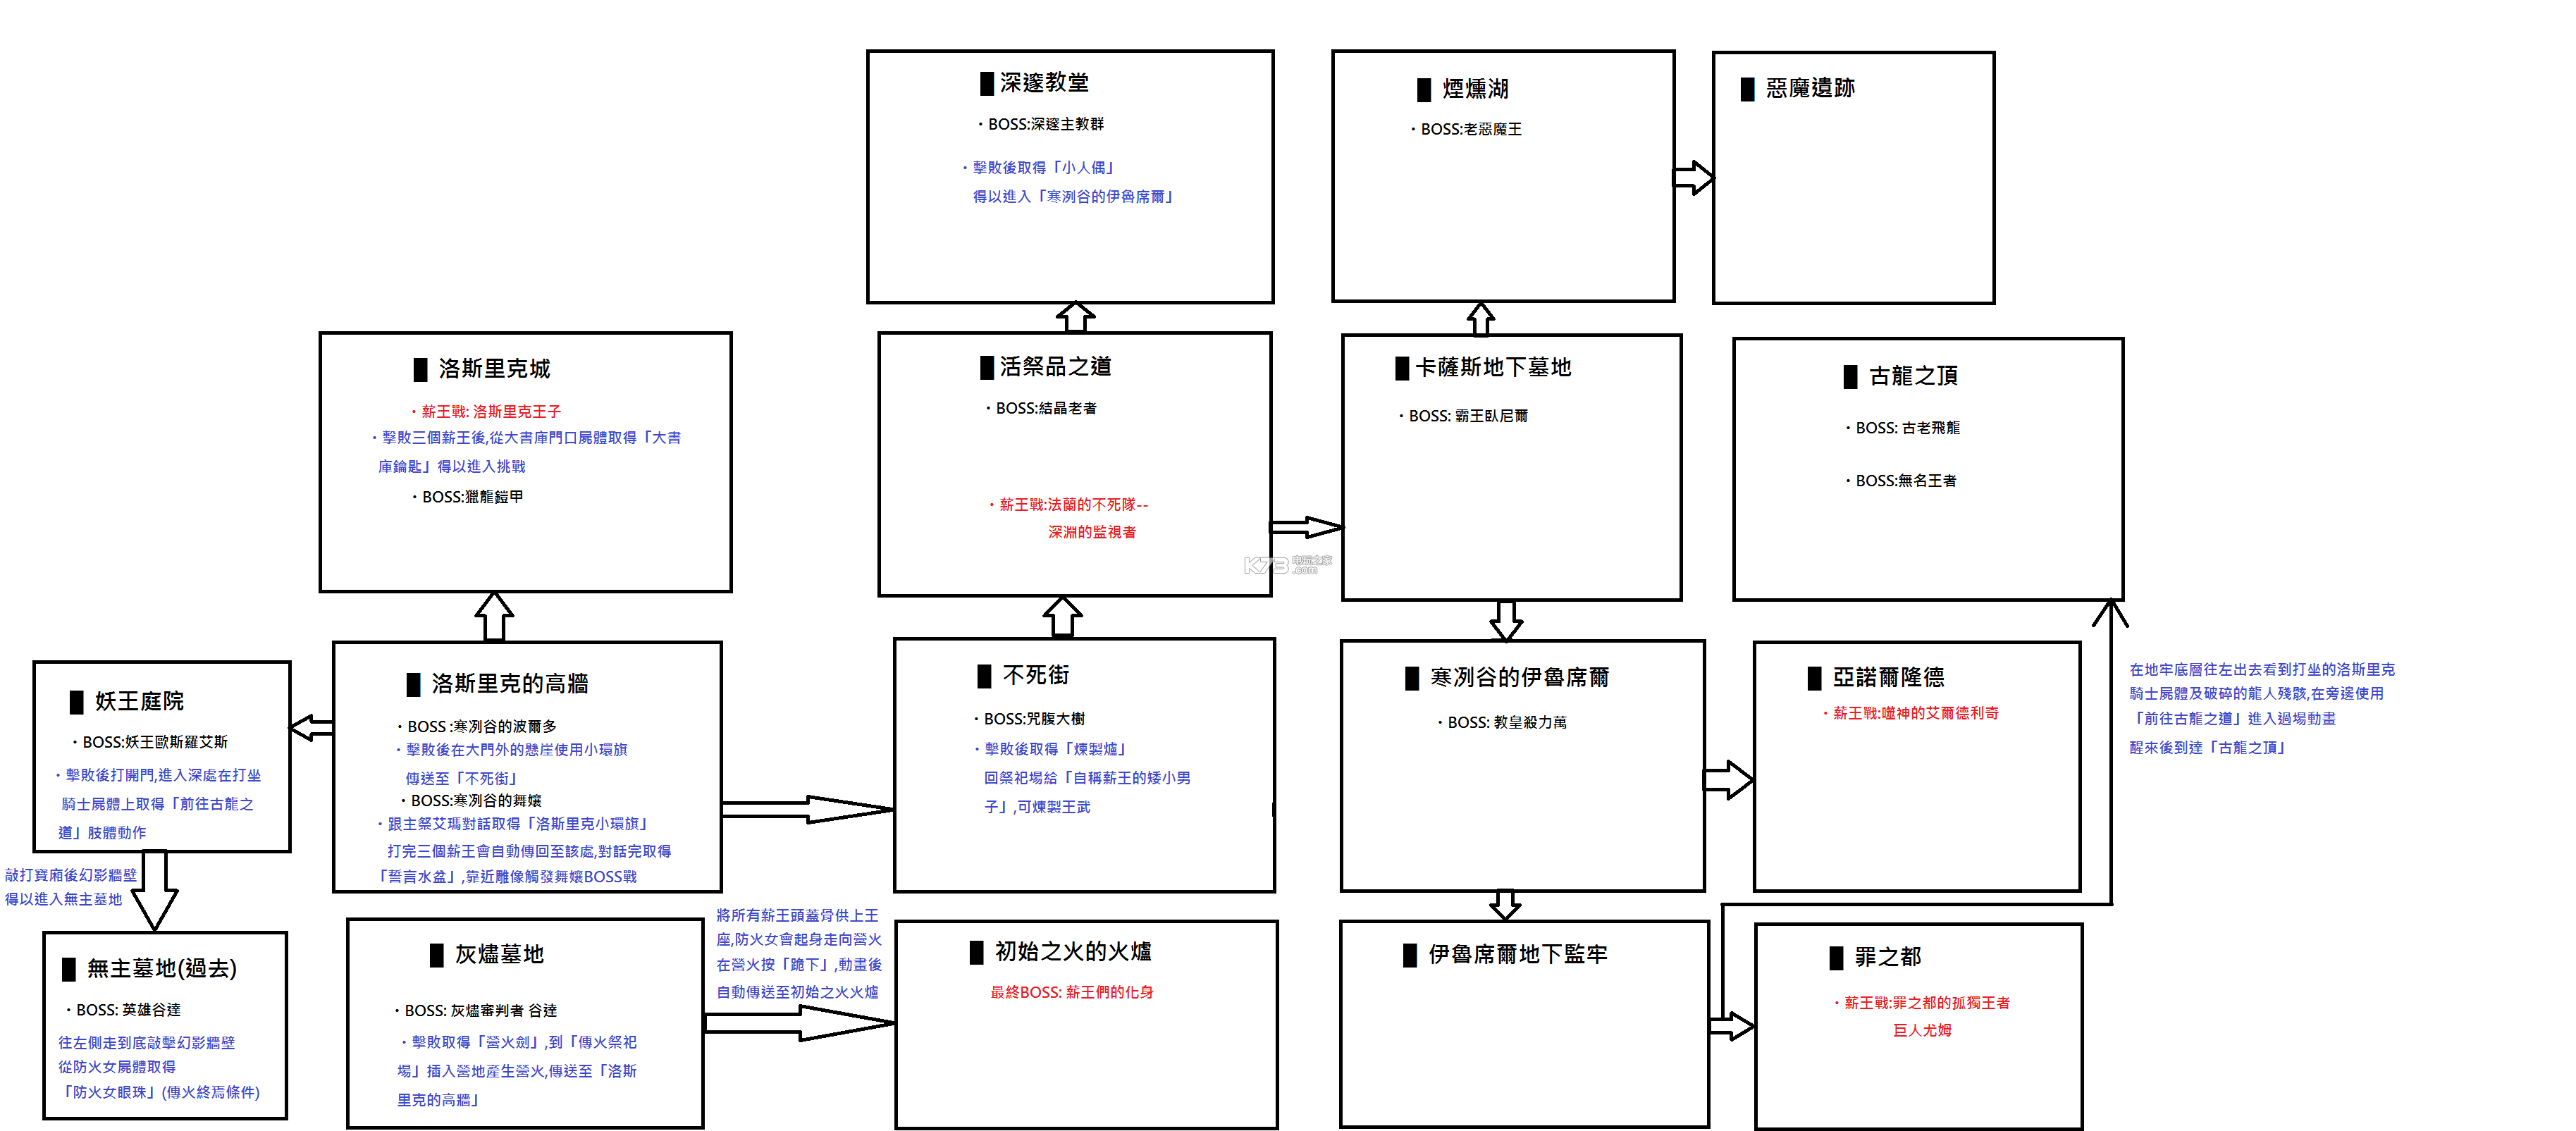 █ 深邃教堂
・BOSS:深邃主教群
・擊敗後取得「小人偶」
得以進入「寒冽谷的伊魯席爾」
█ 煙燻湖
・BOSS:老惡魔王
█ 惡魔遺跡
█ 洛斯里克城
・薪王戰: 洛斯里克王子
・擊敗三個薪王後,從大書庫門口屍體取得「大書
庫鑰匙」得以進入挑戰
・BOSS:獵龍鎧甲
█ 活祭品之道
・BOSS:結晶老者
・薪王戰:法蘭的不死隊--
深淵的監視者
█ 卡薩斯地下墓地
・BOSS: 霸王臥尼爾
█ 古龍之頂
・BOSS: 古老飛龍
・BOSS:無名王者
K73 电玩之家
.com
█ 妖王庭院
・BOSS:妖王歐斯羅艾斯
・擊敗後打開門,進入深處在打坐
騎士屍體上取得「前往古龍之
道」肢體動作
█ 洛斯里克的高牆
・BOSS :寒冽谷的波爾多
・擊敗後在大門外的懸崖使用小環旗
傳送至「不死街」
・BOSS:寒冽谷的舞孃
・跟主祭艾瑪對話取得「洛斯里克小環旗」
打完三個薪王會自動傳回至該處,對話完取得
「誓言水盆」,靠近雕像觸發舞孃BOSS戰
█ 不死街
・BOSS:咒腹大樹
・擊敗後取得「煉製爐」
回祭祀場給「自稱薪王的矮小男
子」,可煉製王武
█ 寒冽谷的伊魯席爾
・BOSS: 教皇殺力萬
█ 亞諾爾隆德
・薪王戰:噬神的艾爾德利奇
在地牢底層往左出去看到打坐的洛斯里克
騎士屍體及破碎的龍人殘骸,在旁邊使用
「前往古龍之道」進入過場動畫
醒來後到達「古龍之頂」
敲打寶廂後幻影牆壁
得以進入無主墓地
█ 無主墓地(過去)
・BOSS: 英雄谷達
往左側走到底敲擊幻影牆壁
從防火女屍體取得
「防火女眼珠」(傳火終焉條件)
█ 灰燼墓地
・BOSS: 灰燼審判者 谷達
・擊敗取得「營火劍」,到「傳火祭祀
場」插入營地產生營火,傳送至「洛斯
里克的高牆」
將所有薪王頭蓋骨供上王
座,防火女會起身走向營火
在營火按「跪下」,動畫後
自動傳送至初始之火火爐
█ 初始之火的火爐
最終BOSS: 薪王們的化身
█ 伊魯席爾地下監牢
█ 罪之都
・薪王戰:罪之都的孤獨王者
巨人尤姆